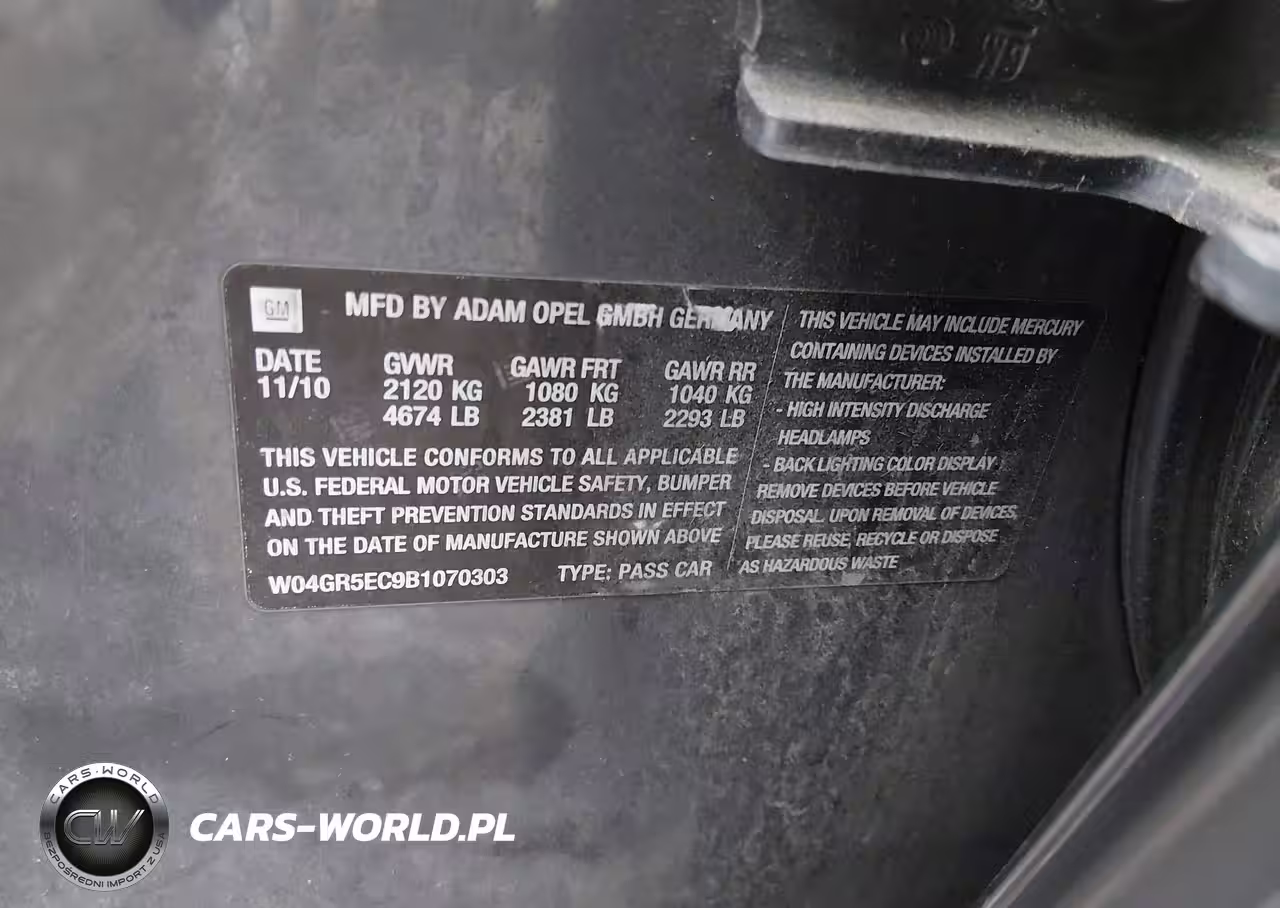 GM
MFD BY ADAM OPEL GMBH GERMANY
DATE
11/10
GVWR
2120 KG
4674 LB
GAWR FRT
1080 KG
2381 LB
GAWR RR
1040 KG
2293 LB
THIS VEHICLE CONFORMS TO ALL APPLICABLE
U.S. FEDERAL MOTOR VEHICLE SAFETY, BUMPER
AND THEFT PREVENTION STANDARDS IN EFFECT
ON THE DATE OF MANUFACTURE SHOWN ABOVE
W04GR5EC9B1070303 TYPE: PASS CAR
THIS VEHICLE MAY INCLUDE MERCURY
CONTAINING DEVICES INSTALLED BY
THE MANUFACTURER:
- HIGH INTENSITY DISCHARGE
HEADLAMPS
- BACK LIGHTING COLOR DISPLAY
REMOVE DEVICES BEFORE VEHICLE
DISPOSAL. UPON REMOVAL OF DEVICES
PLEASE REUSE, RECYCLE OR DISPOSE
AS HAZARDOUS WASTE
CARS-WORLD
CW
BEZPOŚREDNI IMPORT Z USA
CARS-WORLD.PL